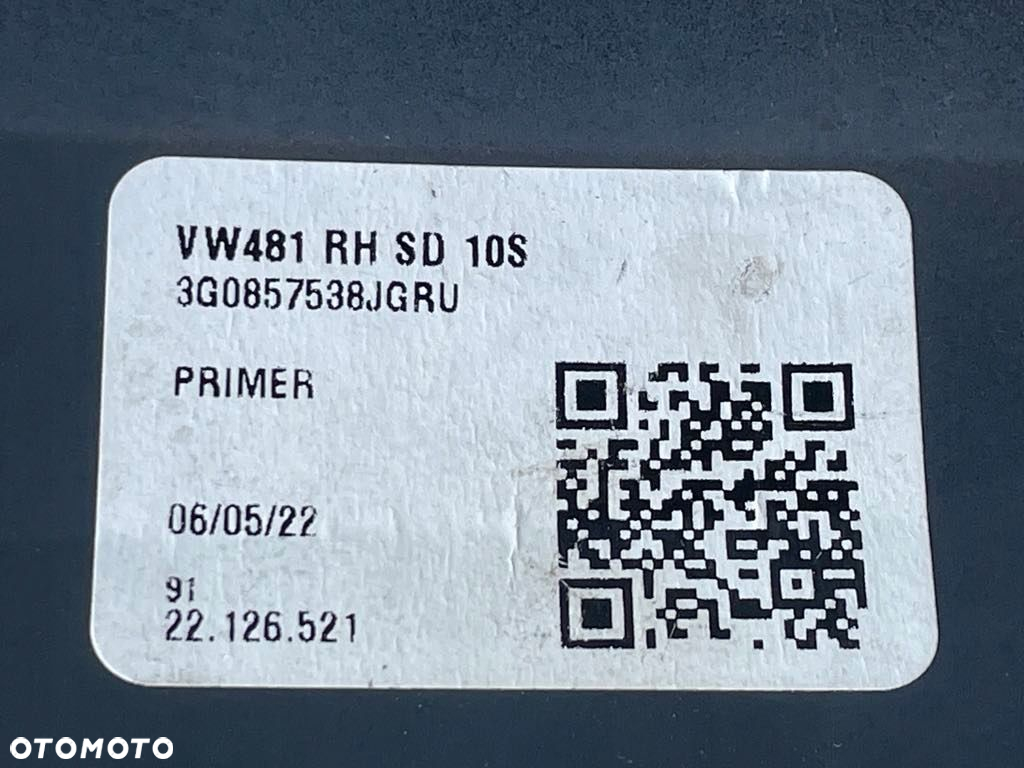 VW481 RH SD 10S
3G0857538JGRU
PRIMER
06/05/22
91
22.126.521
OTOMOTO